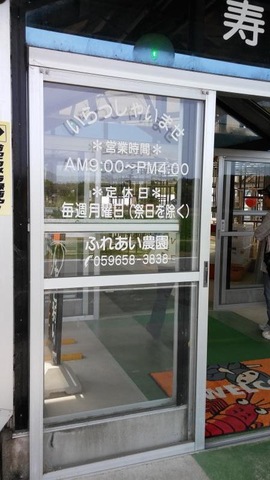 寿
いらっしゃいませ
＊営業時間＊
AM9:00～PM4:00
＊定休日＊
毎週月曜日(祭日を除く)
ふれあい農園
059658-3838
WELCOME